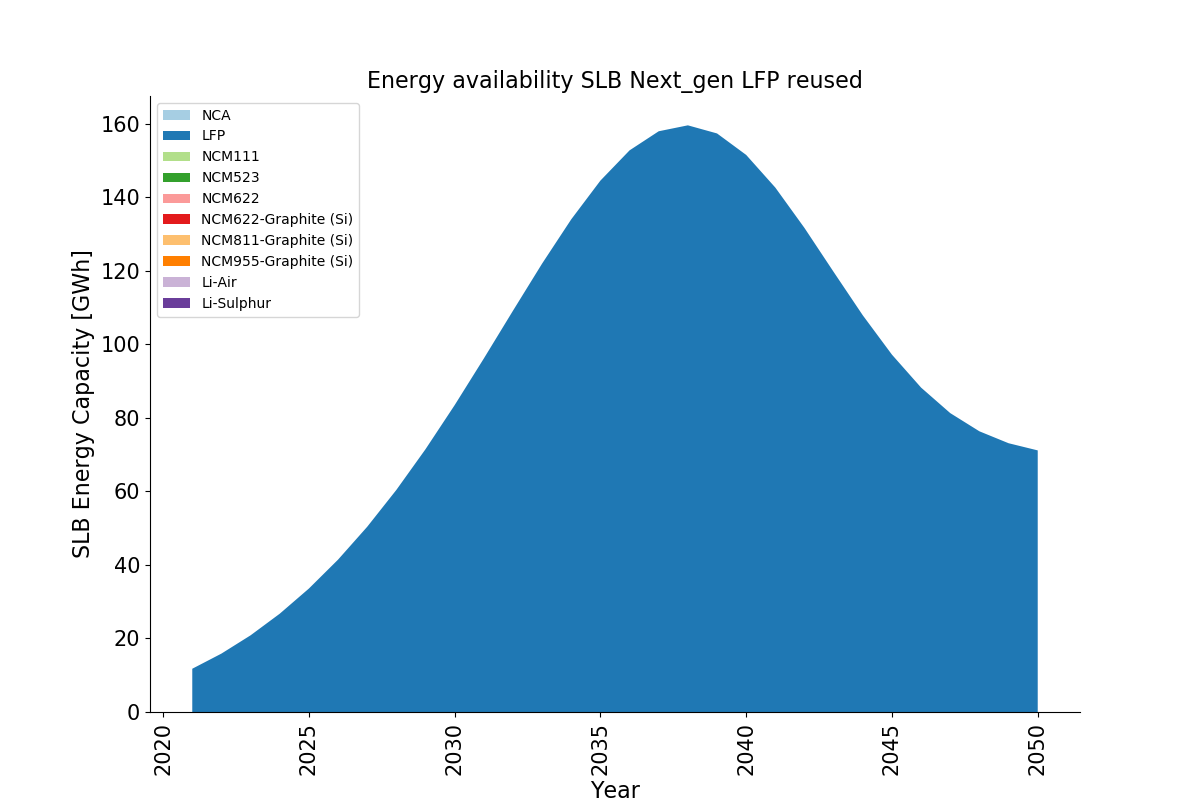 Energy availability SLB Next_gen LFP reused
NCA
LFP
NCM111
NCM523
NCM622
NCM622-Graphite (Si)
NCM811-Graphite (Si)
NCM955-Graphite (Si)
Li-Air
Li-Sulphur
SLB Energy Capacity [GWh]
160
140
120
100
80
60
40
20
0
2020
2025
2030
2035
2040
2045
2050
Year